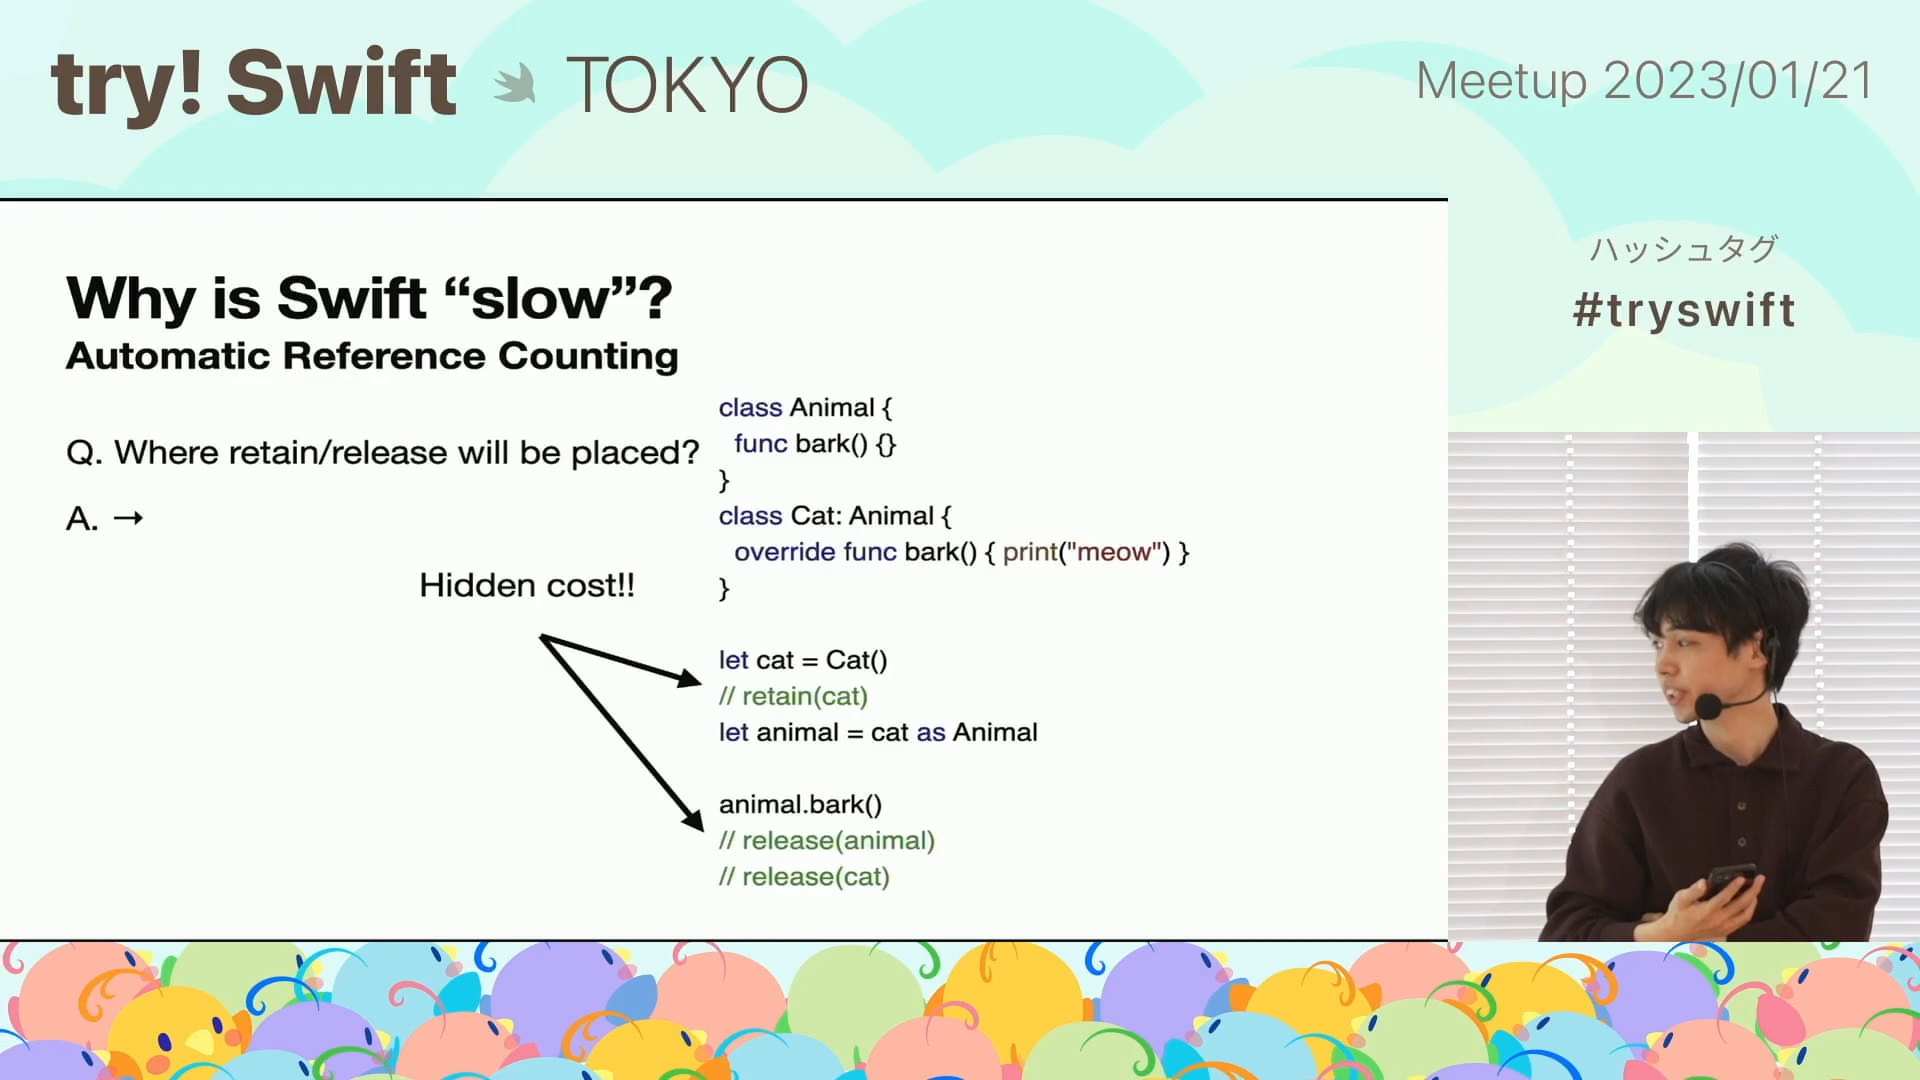 try! Swift TOKYO
Meetup 2023/01/21
ハッシュタグ
#tryswift
Why is Swift “slow”?
Automatic Reference Counting
Q. Where retain/release will be placed?
A. →
Hidden cost!!
class Animal {
func bark() {}
}
class Cat: Animal {
override func bark() { print("meow") }
}
let cat = Cat()
// retain(cat)
let animal = cat as Animal
animal.bark()
// release(animal)
// release(cat)